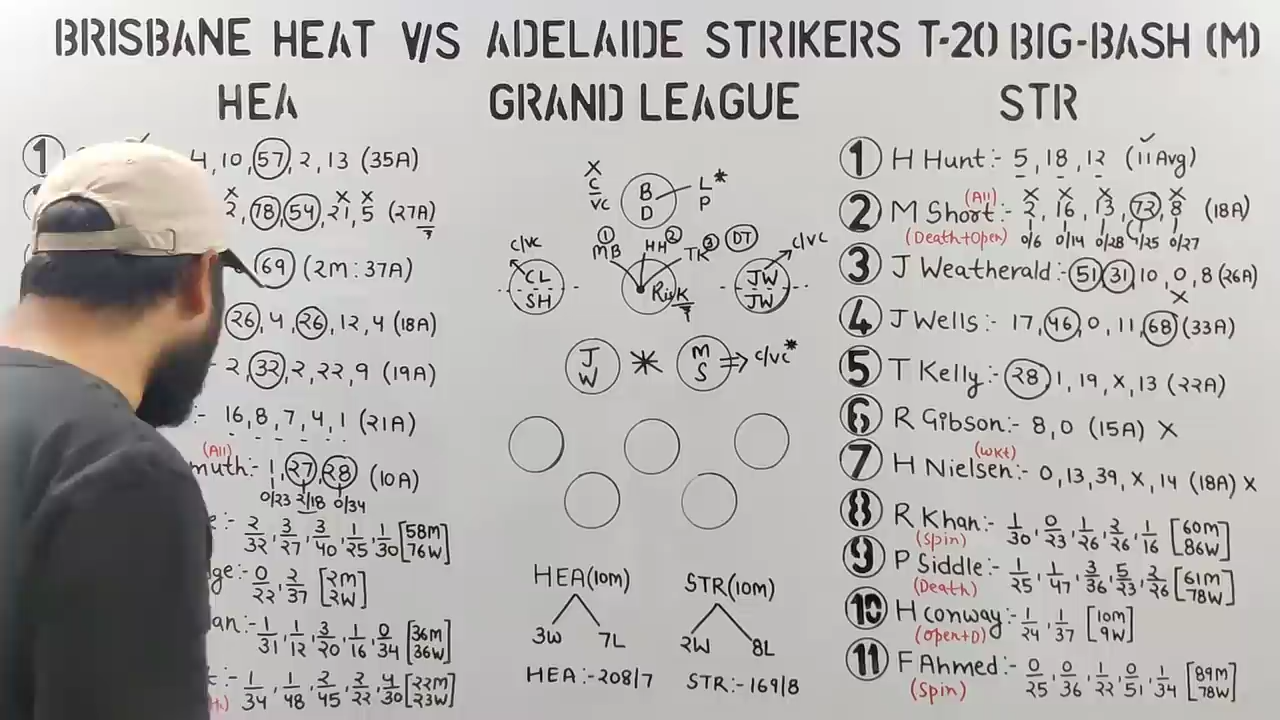 BRISBANE HEAT V/S ADELAIDE STRIKERS T-20 BIG-BASH (M)
HEA
1
4, 10, 57, 2, 13 (35A)
2, 78, 54, 21, 5 (27A)
69 (2m: 37A)
26, 4, 26, 12, 4 (18A)
2, 32, 2, 22, 9 (19A)
:- 16, 8, 7, 4, 1 (21A)
(All)
muth:- 1, 27, 28 (10A)
0/23 2/18 0/34
e:- 2/32, 3/27, 3/40, 1/25, 1/30 [58M 76W]
ge:- 0/22, 2/37 [2M 2W]
an:- 1/31, 1/12, 3/20, 1/16, 0/34 [36M 36W]
:- 1/34, 1/48, 2/45, 2/22, 4/30 [22M 23W]
GRAND LEAGUE
X
C
VC
B
D
L *
P
1 MB
HH 2
TK 3
DT
C/VC
CL
SH
Risk
C/VC
JW
JW
J
W
*
M
S
⇒ C/VC *
HEA(10m)
3W 7L
HEA:-208/7
STR(10m)
2W 8L
STR:-169/8
STR
1 H Hunt:- 5, 18, 12 (11Avg)
2 M Short:- 2, 16, 13, 72, 8 (18A)
(All)
(Death+Open) 0/6 0/14 0/28 4/25 0/27
3 J Weatherald:- 51 31, 10, 0, 8 (26A)
4 J Wells:- 17, 46, 0, 11, 68 (33A)
5 T Kelly:- 28, 1, 19, X, 13 (22A)
6 R Gibson:- 8, 0 (15A) X
(WKt)
7 H Nielsen:- 0, 13, 39, X, 14 (18A) X
8 R Khan:- 1/30, 0/23, 1/26, 2/26, 1/16 [60M 86W]
(Spin)
9 P Siddle:- 1/25, 1/47, 3/36, 5/23, 2/26 [61M 78W]
(Death)
10 H Conway:- 1/24, 1/37 [10M 9W]
(Open+D)
11 F Ahmed:- 0/25, 0/36, 1/22, 0/51, 1/34 [89M 78W]
(Spin)